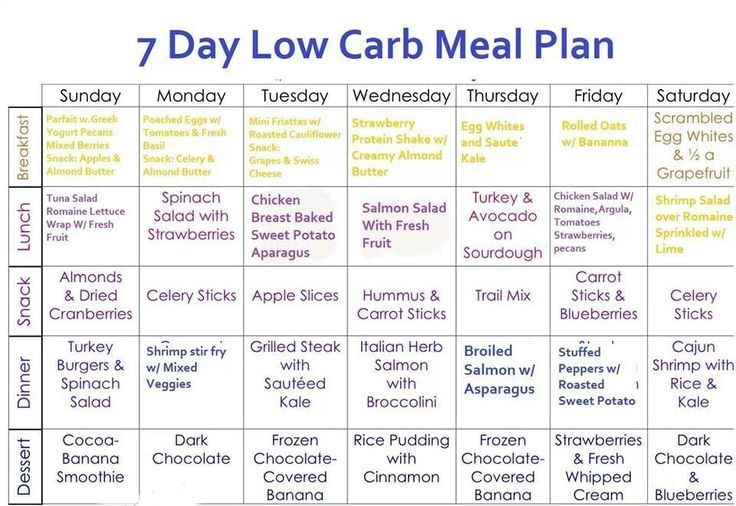 7 Day Low Carb Meal Plan
Sunday Monday Tuesday Wednesday Thursday Friday Saturday
Breakfast
Parfait w.Greek
Yogurt Pecans
Mixed Berries
Snack: Apples &
Almond Butter
Poached Eggs w/
Tomatoes & Fresh
Basil
Snack: Celery &
Almond Butter
Mini Friattas w/
Roasted Cauliflower
Snack:
Grapes & Swiss
Cheese
Strawberry
Protein Shake w/
Creamy Almond
Butter
Egg Whites
and Saute´
Kale
Rolled Oats
w/ Bananna
Scrambled
Egg Whites
& ½ a
Grapefruit
Lunch
Tuna Salad
Romaine Lettuce
Wrap W/ Fresh
Fruit
Spinach
Salad with
Strawberries
Chicken
Breast Baked
Sweet Potato
Aparagus
Salmon Salad
With Fresh
Fruit
Turkey &
Avocado
on
Sourdough
Chicken Salad W/
Romaine,Argula,
Tomatoes
Strawberries,
pecans
Shrimp Salad
over Romaine
Sprinkled w/
Lime
Snack
Almonds
& Dried
Cranberries
Celery Sticks
Apple Slices
Hummus &
Carrot Sticks
Trail Mix
Carrot
Sticks &
Blueberries
Celery
Sticks
Dinner
Turkey
Burgers &
Spinach
Salad
Shrimp stir fry
w/ Mixed
Veggies
Grilled Steak
with
Sautéed
Kale
Italian Herb
Salmon
with
Broccolini
Broiled
Salmon w/
Asparagus
Stuffed
Peppers w/
Roasted
Sweet Potato
Cajun
Shrimp with
Rice &
Kale
Dessert
Cocoa-
Banana
Smoothie
Dark
Chocolate
Frozen
Chocolate-
Covered
Banana
Rice Pudding
with
Cinnamon
Frozen
Chocolate-
Covered
Banana
Strawberries
& Fresh
Whipped
Cream
Dark
Chocolate
&
Blueberries